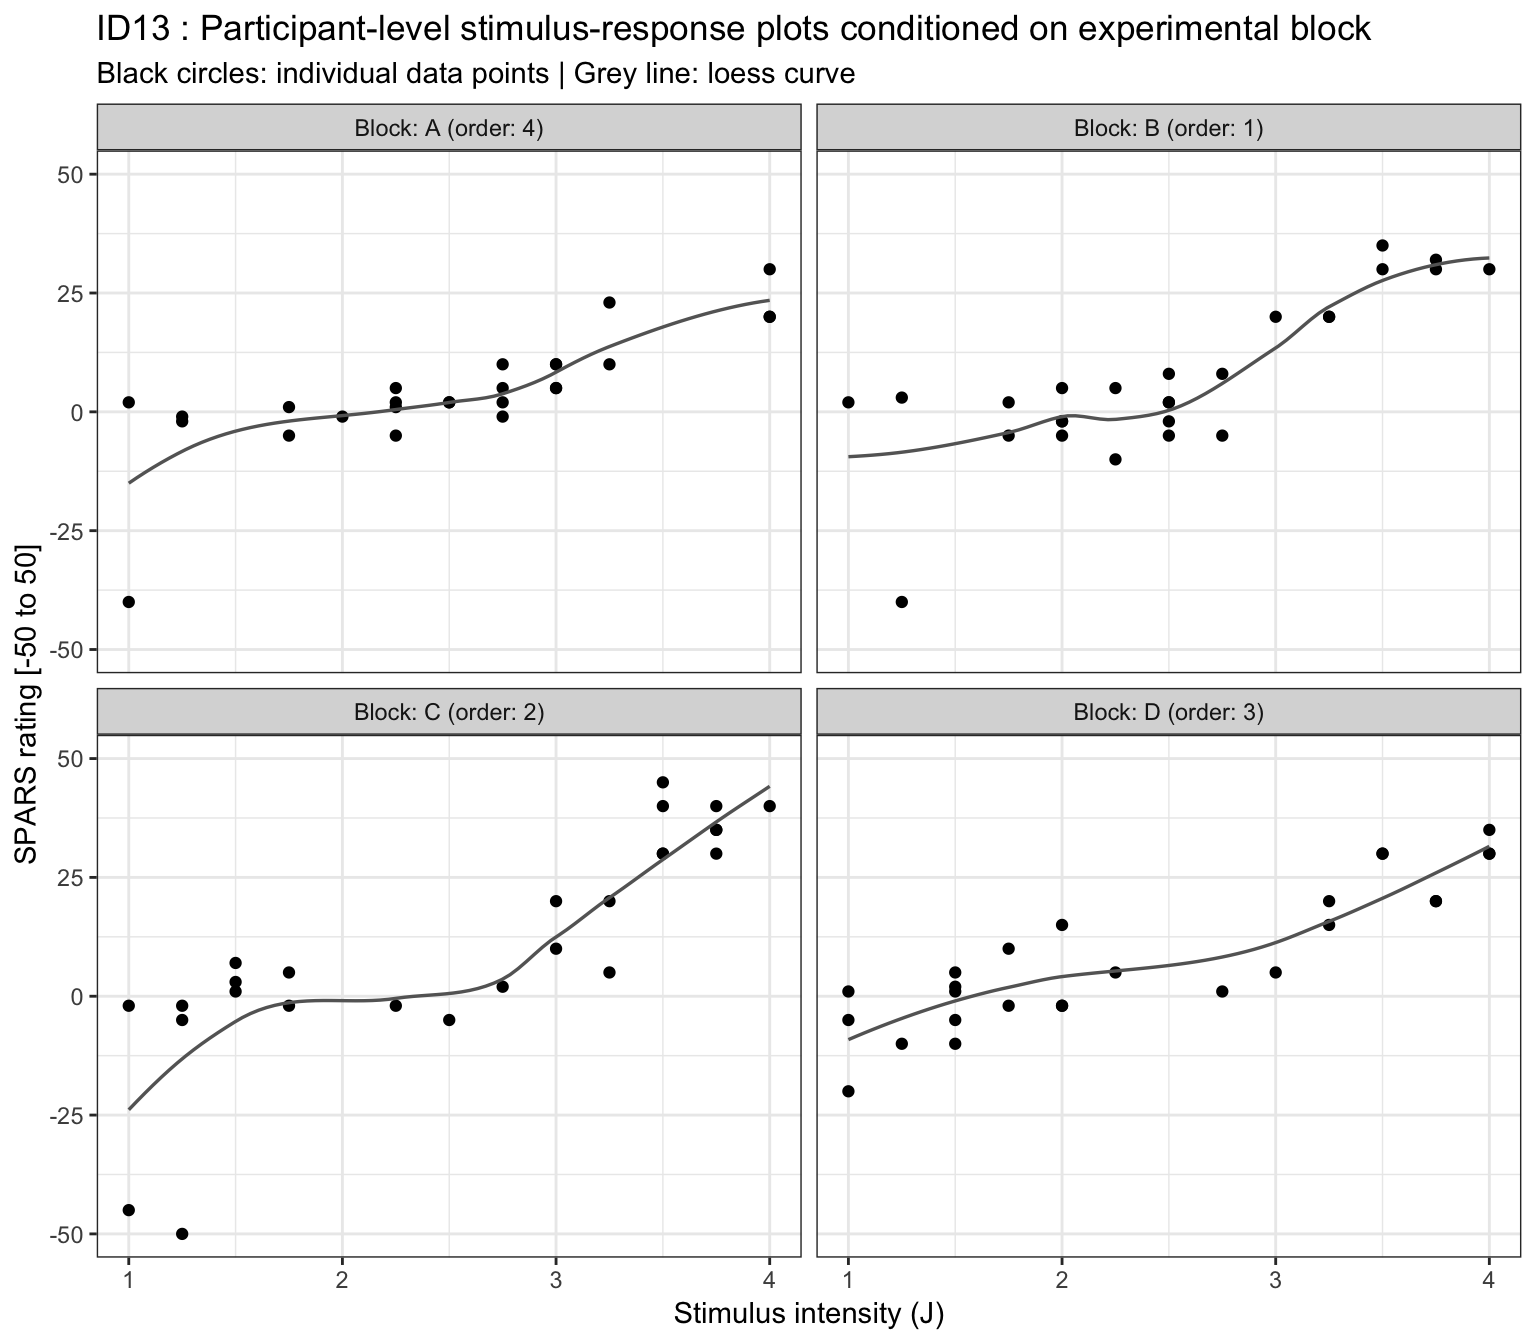 ID13 : Participant-level stimulus-response plots conditioned on experimental block
Black circles: individual data points | Grey line: loess curve
Block: A (order: 4)
Block: B (order: 1)
50
25
0
-25
-50
Block: C (order: 2)
Block: D (order: 3)
50
25
0
-25
-50
SPARS rating [-50 to 50]
1 2 3 4
1 2 3 4
Stimulus intensity (J)